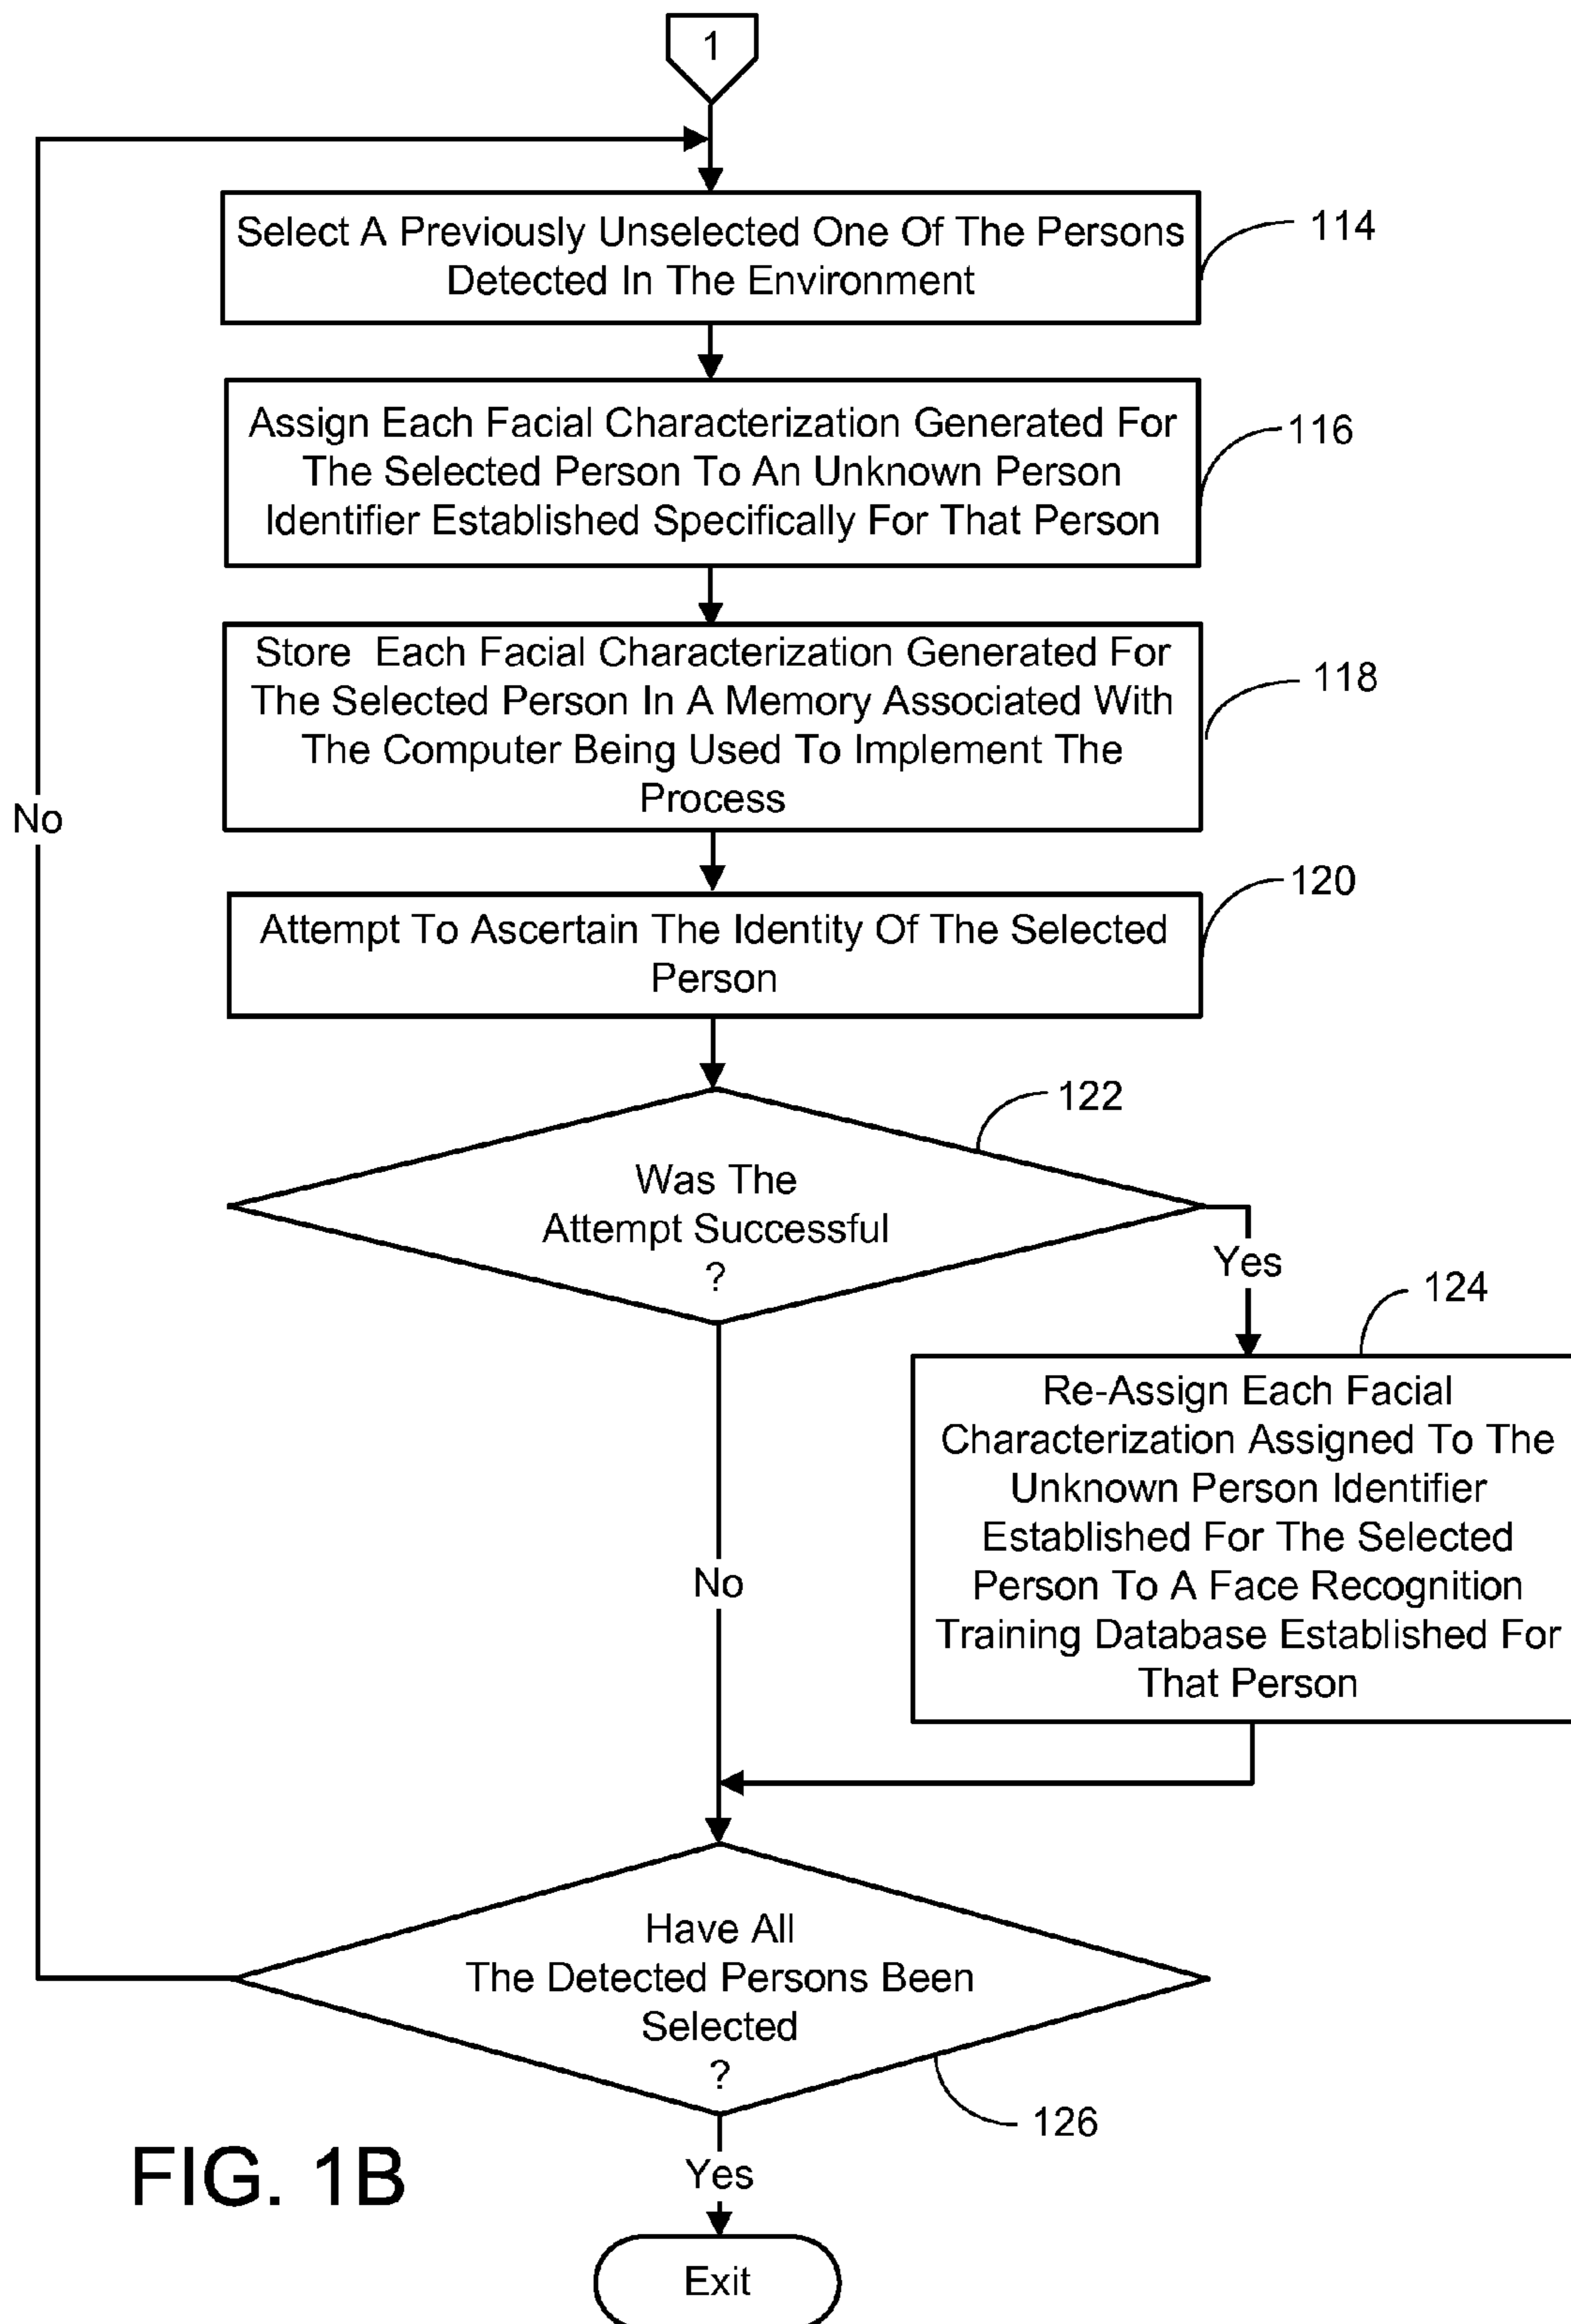 1
Select A Previously Unselected One Of The Persons
Detected In The Environment
114
Assign Each Facial Characterization Generated For
The Selected Person To An Unknown Person
Identifier Established Specifically For That Person
116
Store Each Facial Characterization Generated For
The Selected Person In A Memory Associated With
The Computer Being Used To Implement The
Process
118
No
Attempt To Ascertain The Identity Of The Selected
Person
120
Was The
Attempt Successful
?
122
Yes
124
Re-Assign Each Facial
Characterization Assigned To The
Unknown Person Identifier
Established For The Selected
Person To A Face Recognition
Training Database Established For
That Person
No
Have All
The Detected Persons Been
Selected
?
126
Yes
Exit
FIG. 1B